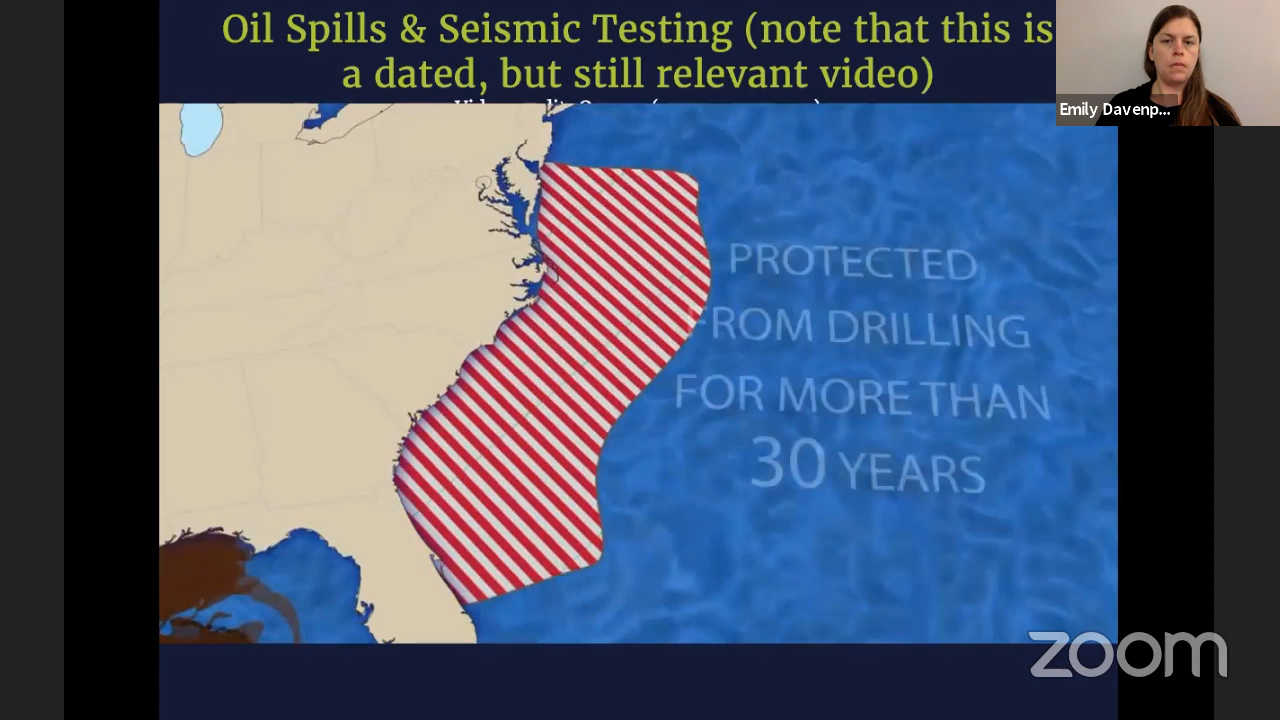 Oil Spills & Seismic Testing (note that this is
a dated, but still relevant video)
Emily Davenp...
PROTECTED
FROM DRILLING
FOR MORE THAN
30 YEARS
zoom